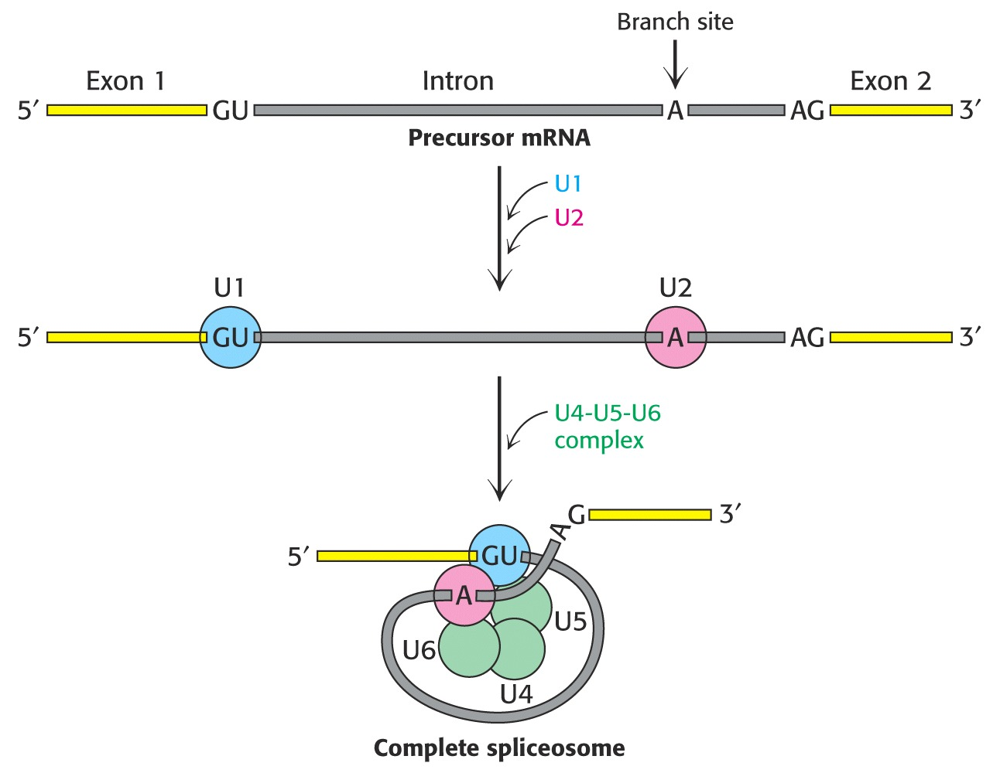 Branch site
Exon 1 Intron Exon 2
5′ GU A AG 3′
Precursor mRNA
U1
U2
U1 U2
5′ GU A AG 3′
U4-U5-U6
complex
AG 3′
5′ GU
A
U5
U6
U4
Complete spliceosome